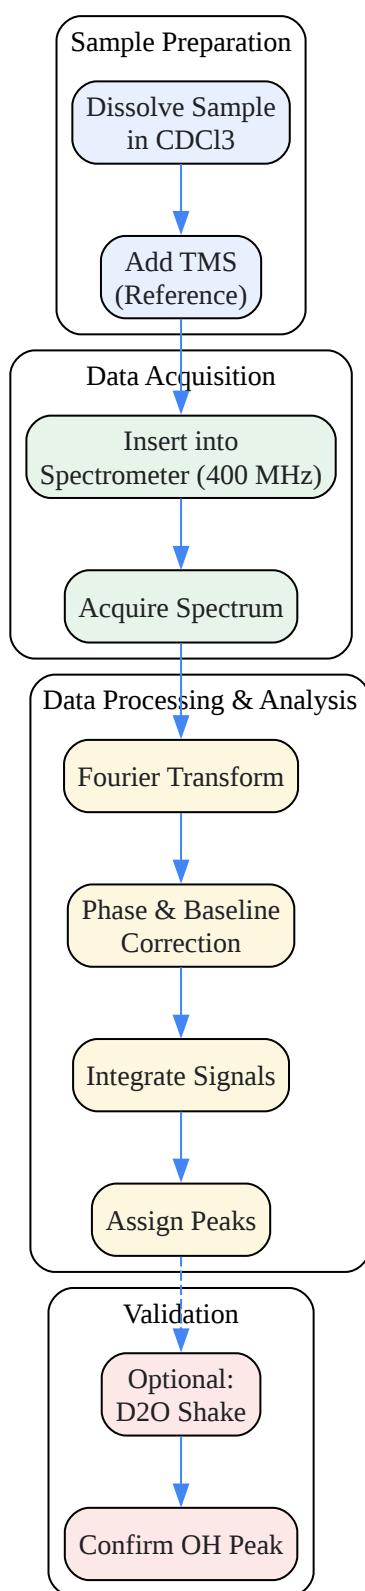 Sample Preparation
Dissolve Sample
in CDCl3
Add TMS
(Reference)
Data Acquisition
Insert into
Spectrometer (400 MHz)
Acquire Spectrum
Data Processing & Analysis
Fourier Transform
Phase & Baseline
Correction
Integrate Signals
Assign Peaks
Validation
Optional:
D2O Shake
Confirm OH Peak